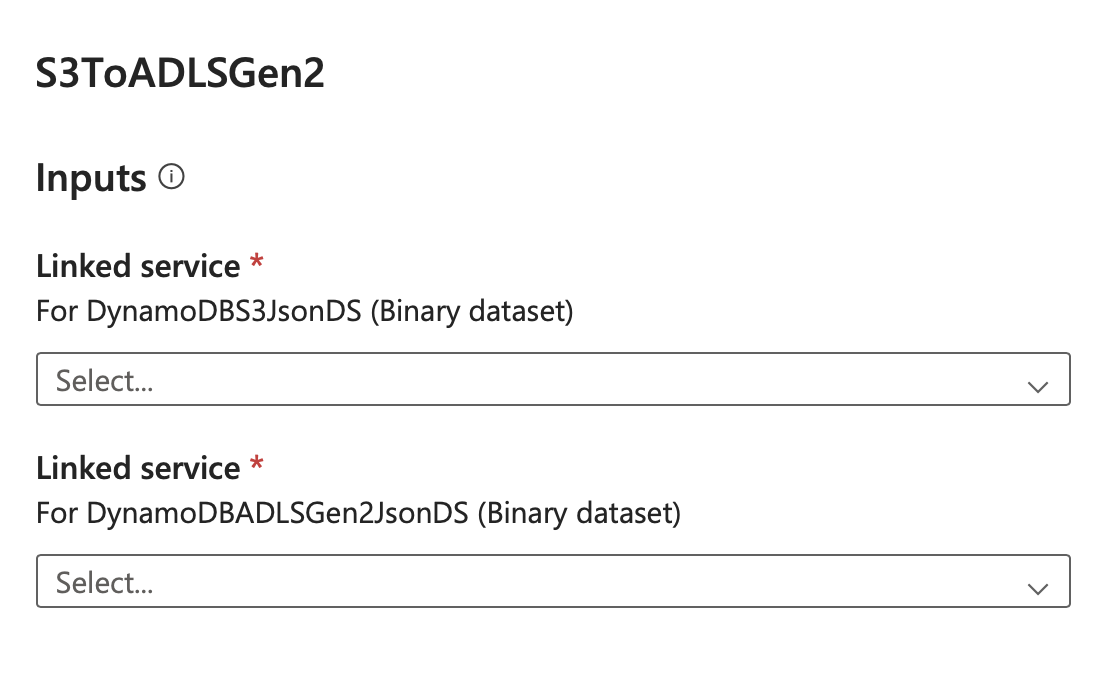 S3ToADLSGen2
Inputs
Linked service *
For DynamoDBS3JsonDS (Binary dataset)
Select...
Linked service *
For DynamoDBADLSGen2JsonDS (Binary dataset)
Select...